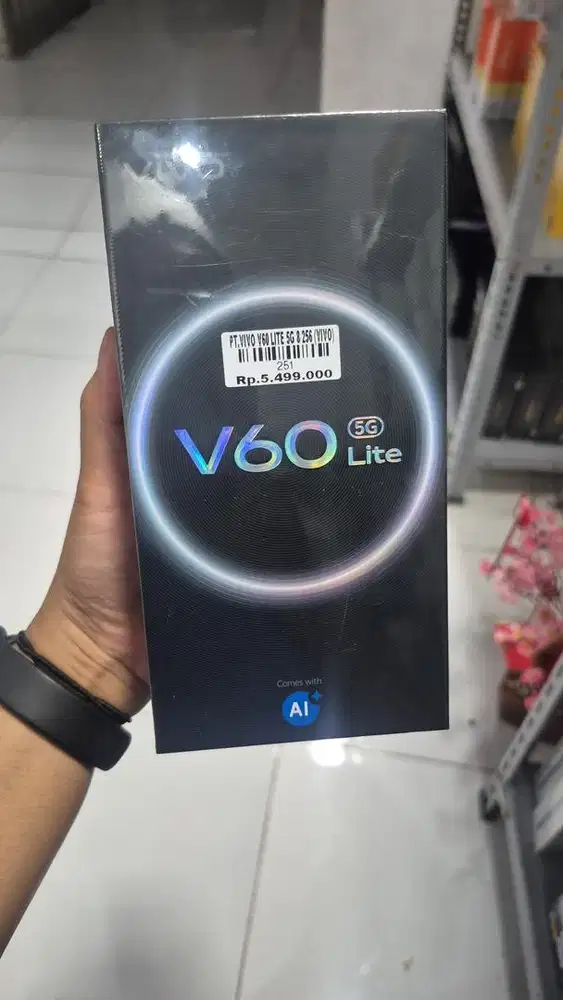 PT.VIVO V60 LITE 5G 8 256 (VIVO)
251
Rp.5.499.000
V60 5G Lite
Comes with
AI